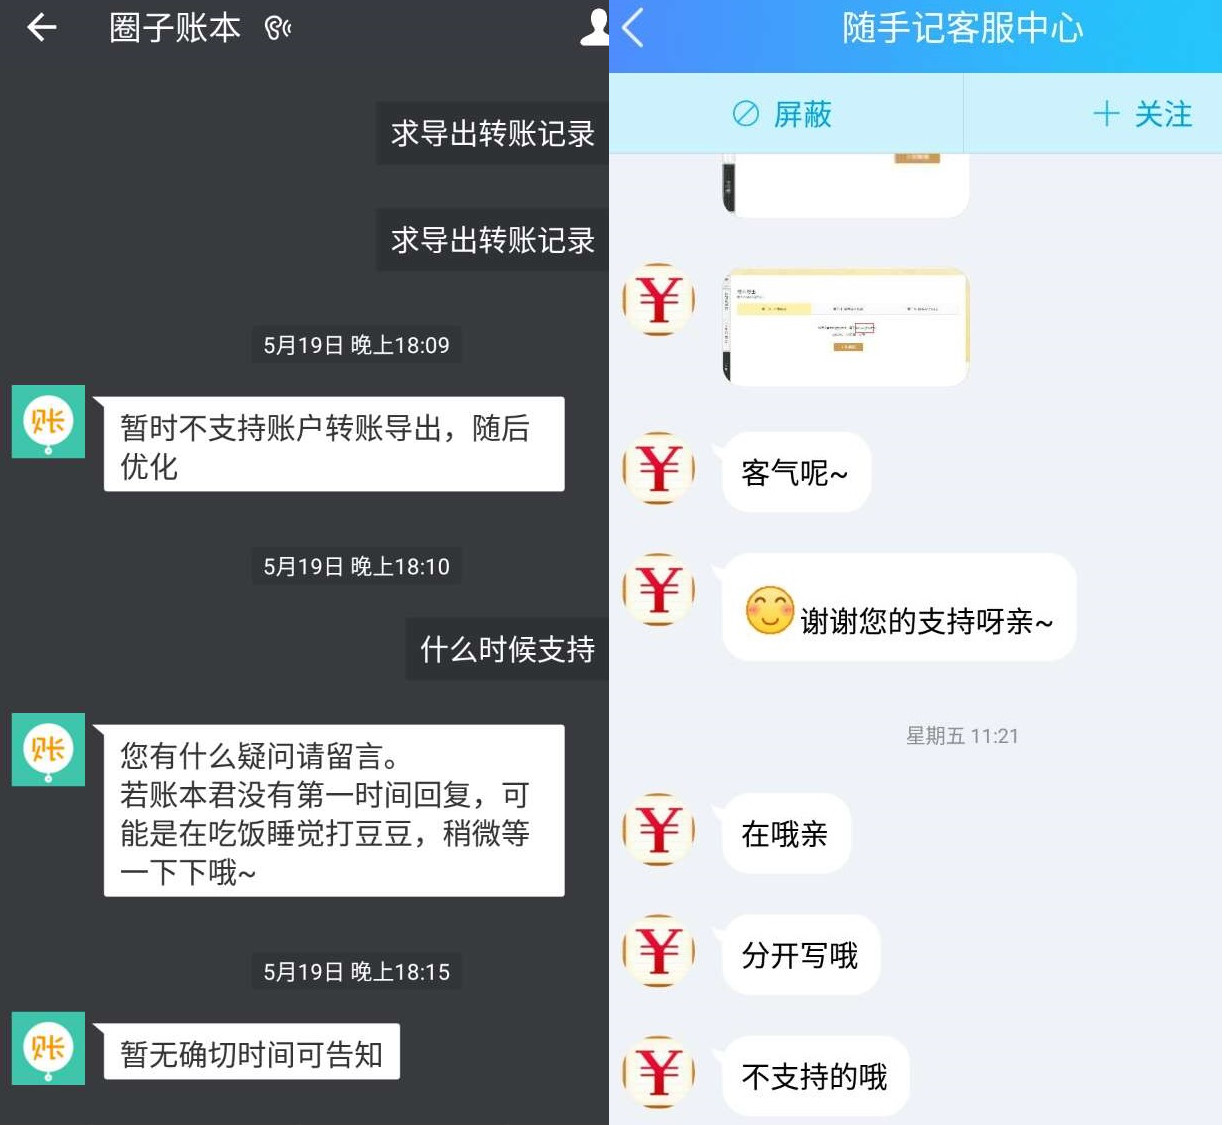 圈子账本
求导出转账记录
求导出转账记录
5月19日 晚上18:09
账
暂时不支持账户转账导出，随后
优化
5月19日 晚上18:10
什么时候支持
账
您有什么疑问请留言。
若账本君没有第一时间回复，可
能是在吃饭睡觉打豆豆，稍微等
一下下哦~
5月19日 晚上18:15
账
暂无确切时间可告知
随手记客服中心
屏蔽
关注
¥
¥
客气呢~
¥
谢谢您的支持呀亲~
星期五 11:21
¥
在哦亲
¥
分开写哦
¥
不支持的哦